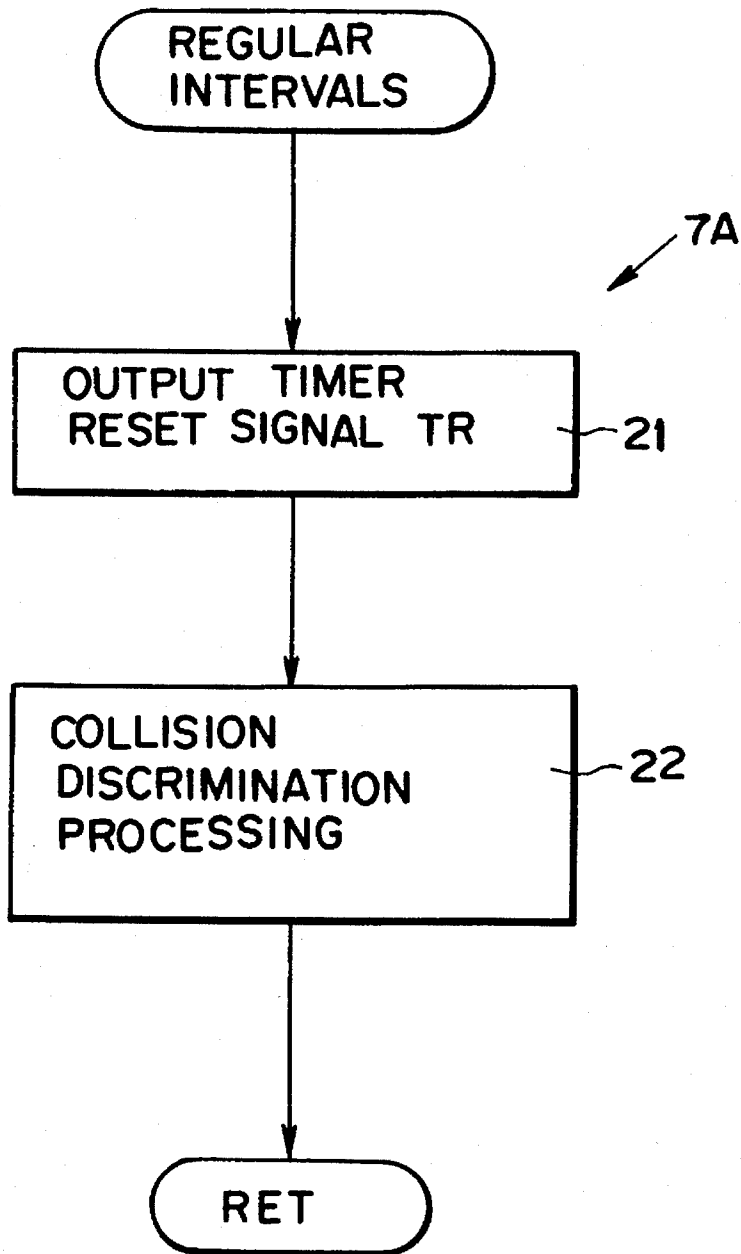 REGULAR
INTERVALS
7A
OUTPUT TIMER
RESET SIGNAL TR
21
COLLISION
DISCRIMINATION
PROCESSING
22
RET